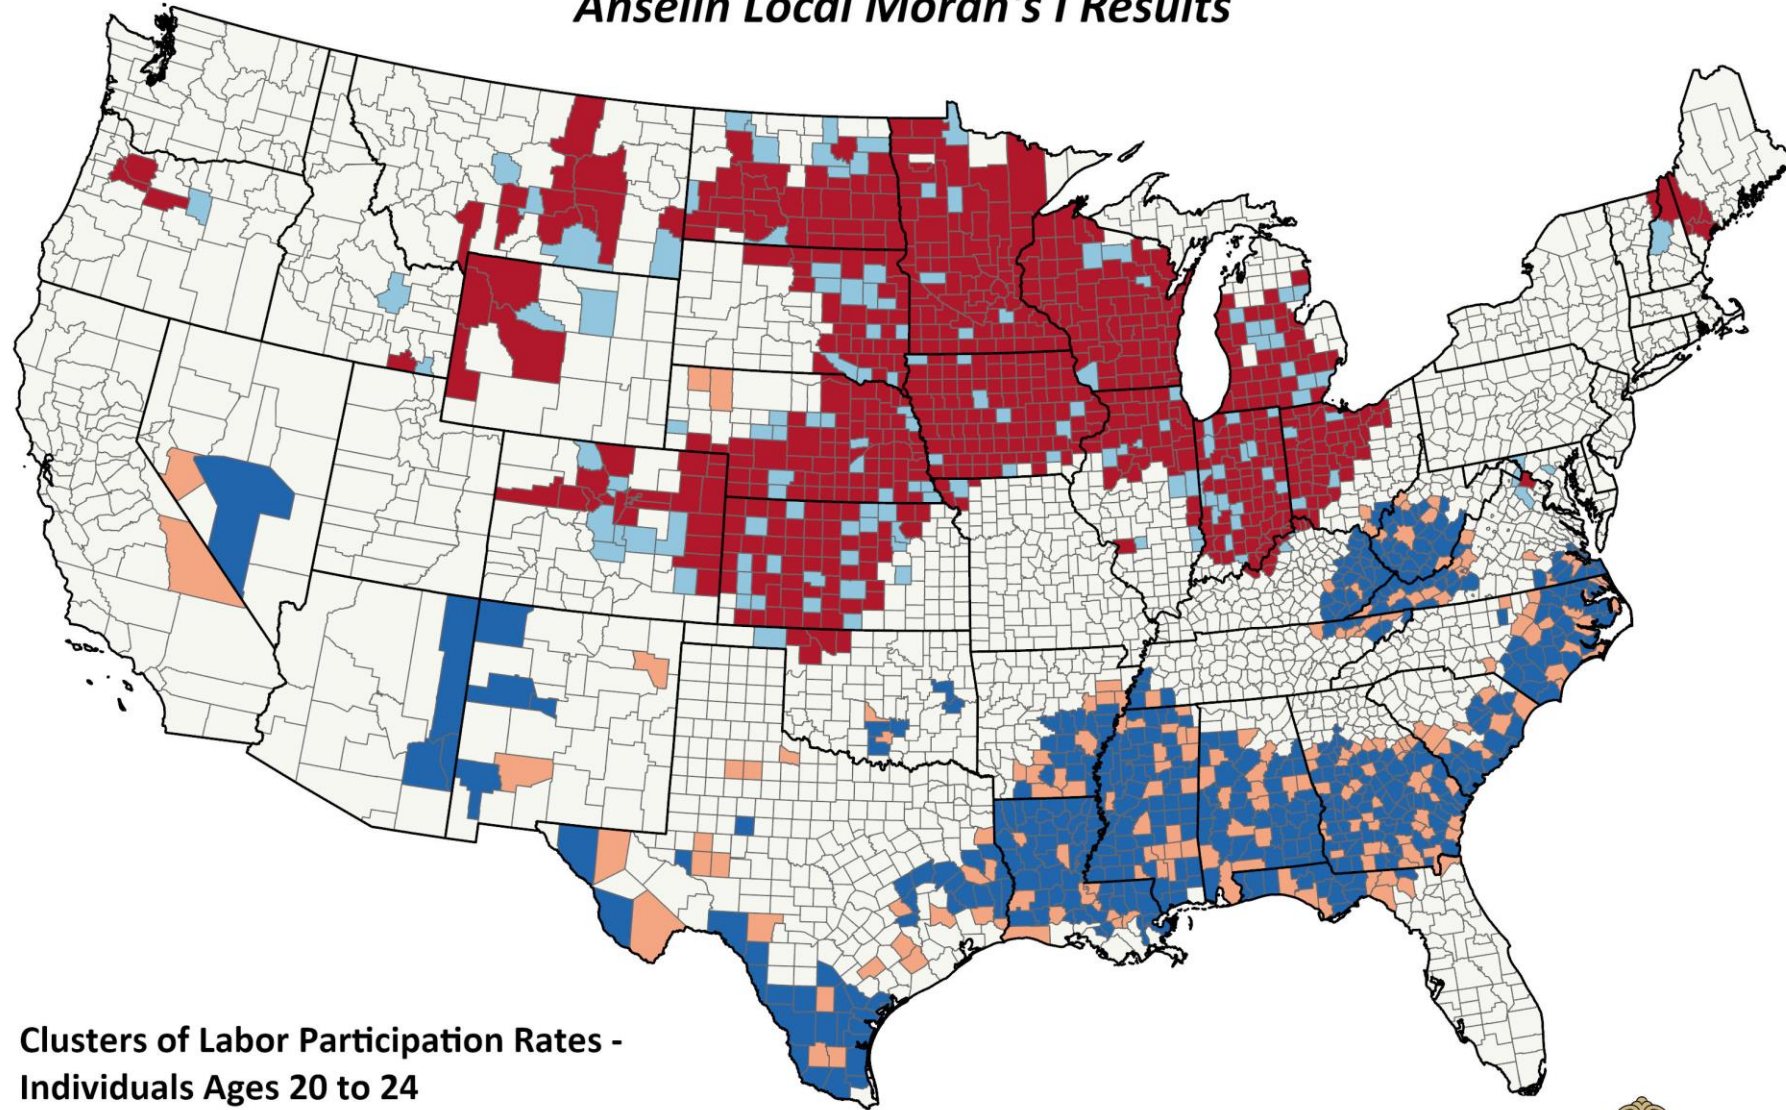 Anselin Local Moran's I Results
Clusters of Labor Participation Rates -
Individuals Ages 20 to 24